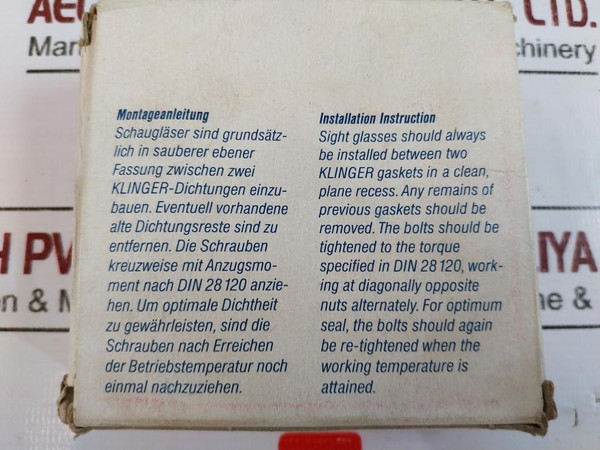 LTD.
Montageanleitung
Schaugläser sind grundsätz-
lich in sauberer ebener
Fassung zwischen zwei
KLINGER-Dichtungen einzu-
bauen. Eventuell vorhandene
alte Dichtungsreste sind zu
entfernen. Die Schrauben
kreuzweise mit Anzugsmo-
ment nach DIN 28 120 anzie-
hen. Um optimale Dichtheit
zu gewährleisten, sind die
Schrauben nach Erreichen
der Betriebstemperatur noch
einmal nachzuziehen.
Installation Instruction
Sight glasses should always
be installed between two
KLINGER gaskets in a clean,
plane recess. Any remains of
previous gaskets should be
removed. The bolts should be
tightened to the torque
specified in DIN 28 120, work-
ing at diagonally opposite
nuts alternately. For optimum
seal, the bolts should again
be re-tightened when the
working temperature is
attained.